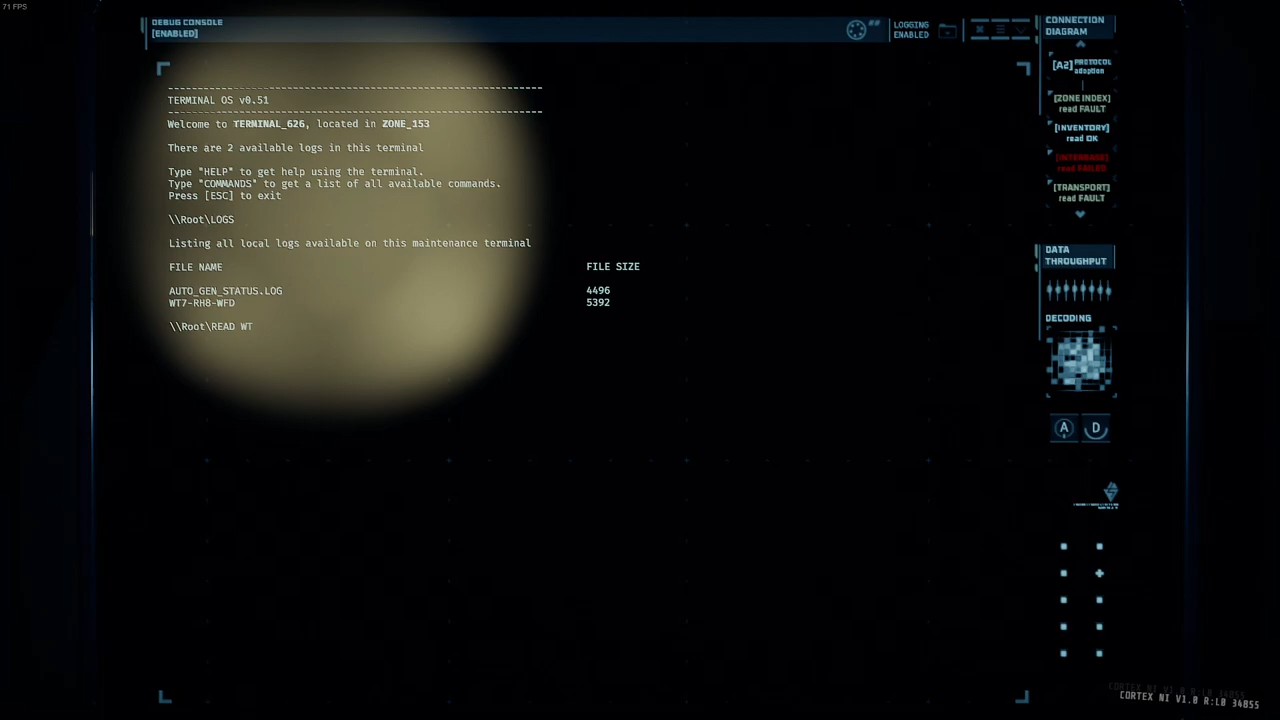 71 FPS
DEBUG CONSOLE
[ENABLED]
LOGGING
ENABLED
CONNECTION
DIAGRAM
[A2] PROTOCOL
adoption
[ZONE INDEX]
read FAULT
[INVENTORY]
read OK
read FAILED
[TRANSPORT]
read FAULT
DATA
THROUGHPUT
DECODING
A D
--------------------------------------------------------------
TERMINAL OS v0.51
--------------------------------------------------------------
Welcome to TERMINAL_626, located in ZONE_153
There are 2 available logs in this terminal
Type "HELP" to get help using the terminal.
Type "COMMANDS" to get a list of all available commands.
Press [ESC] to exit
\\Root\LOGS
Listing all local logs available on this maintenance terminal
FILE NAME FILE SIZE
AUTO_GEN_STATUS.LOG 4496
WT7-RH8-WFD 5392
\\Root\READ WT
CORTEX NI V1.0 R:L0 34855